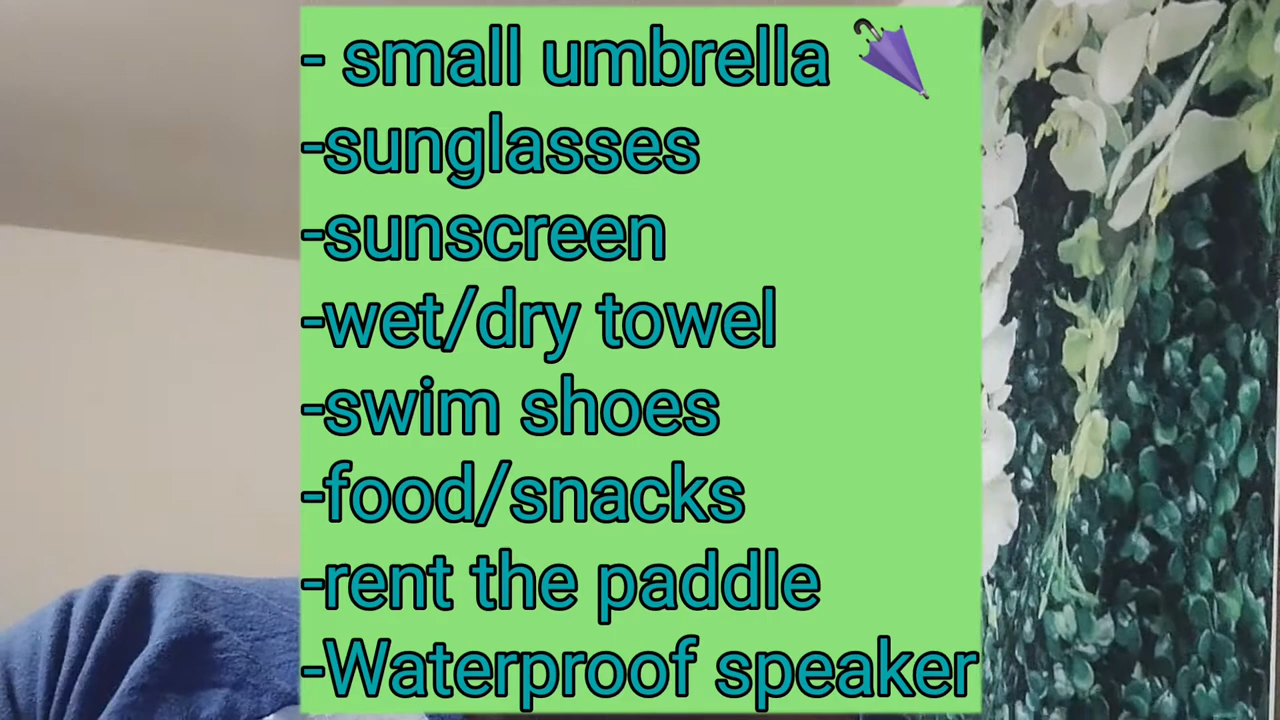 - small umbrella 🌂
-sunglasses
-sunscreen
-wet/dry towel
-swim shoes
-food/snacks
-rent the paddle
-Waterproof speaker